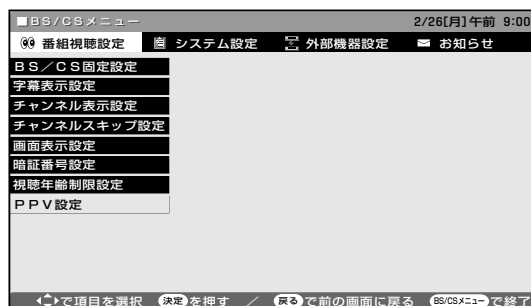 ■BS/CSメニュー 2/26[月]午前 9:00
番組視聴設定 システム設定 外部機器設定 お知らせ
BS/CS固定設定
字幕表示設定
チャンネル表示設定
チャンネルスキップ設定
画面表示設定
暗証番号設定
視聴年齢制限設定
PPV設定
で項目を選択 決定を押す / 戻るで前の画面に戻る BS/CSメニューで終了